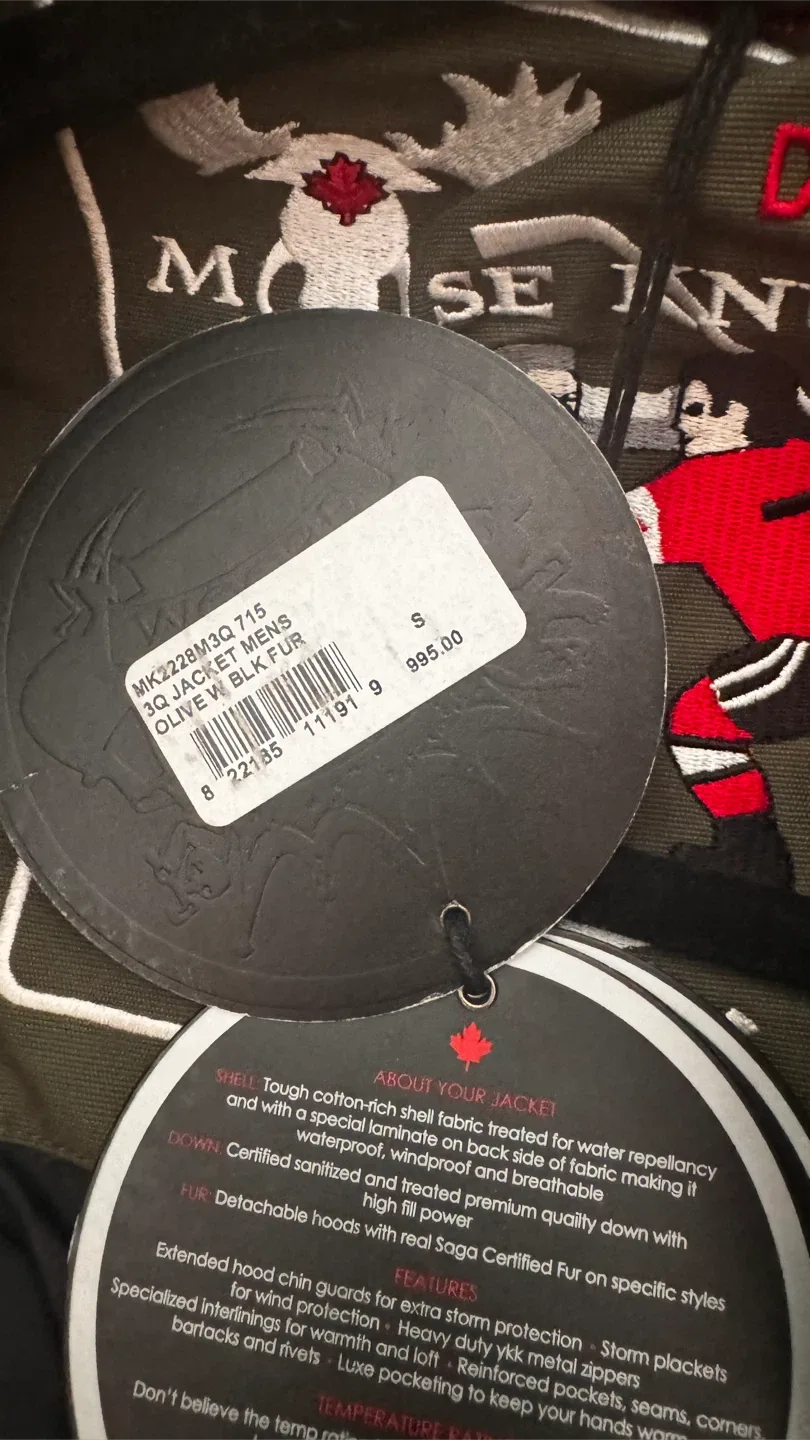 D
M SE KN
MK2228M3Q 715
3Q JACKET MENS
OLIVE W BLK FUR
S
995.00
8 22185 11191 9
ABOUT YOUR JACKET
SHELL: Tough cotton-rich shell fabric treated for water repellancy
and with a special laminate on back side of fabric making it
waterproof, windproof and breathable
DOWN: Certified sanitized and treated premium quailty down with
high fill power
FUR: Detachable hoods with real Saga Certified Fur on specific styles
FEATURES
Extended hood chin guards for extra storm protection • Storm plackets
for wind protection • Heavy duty ykk metal zippers
Specialized interlinings for warmth and loft • Reinforced pockets, seams, corners,
bartacks and rivets • Luxe pocketing to keep your hands warm
TEMPERATURE
Don't believe the temp